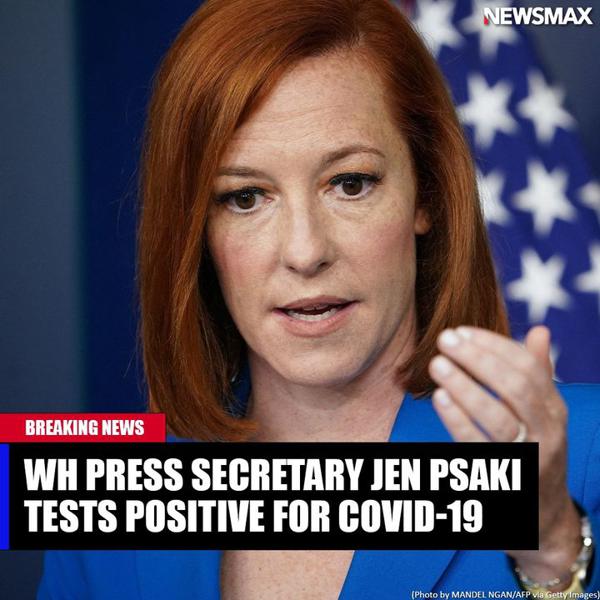 NEWSMAX
BREAKING NEWS
WH PRESS SECRETARY JEN PSAKI
TESTS POSITIVE FOR COVID-19
(Photo by MANDEL NGAN/AFP via Getty Images)